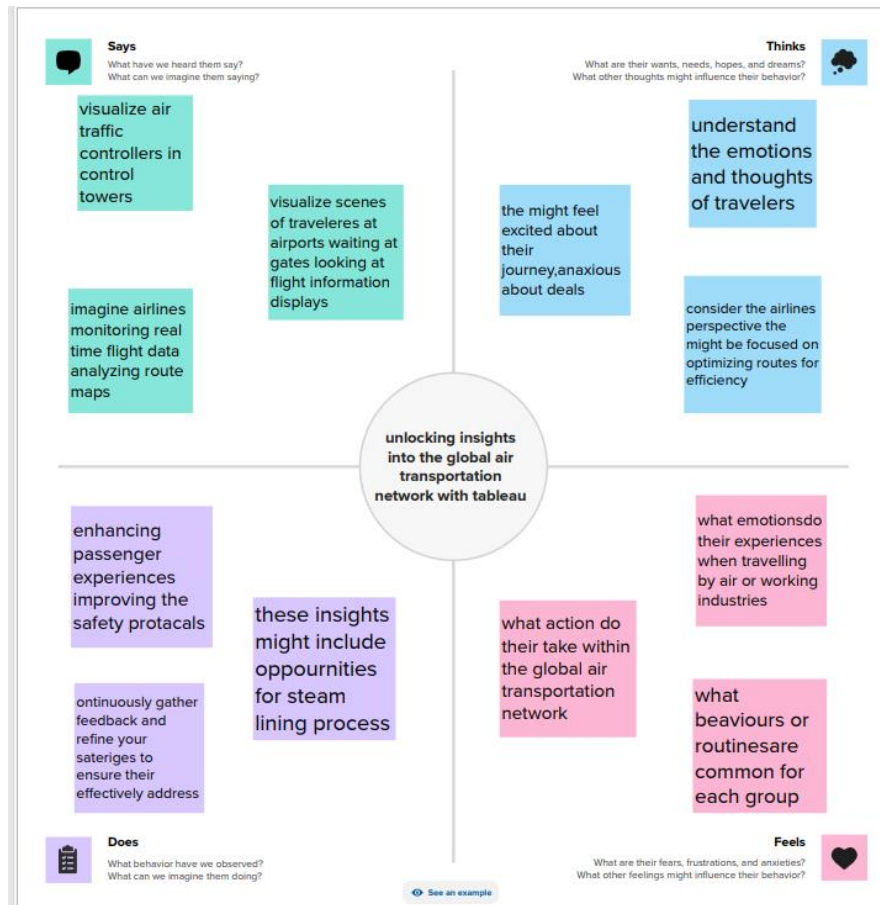 Says
What have we heard them say?
What can we imagine them saying?
visualize air
traffic
controllers in
control
towers
visualize scenes
of traveleres at
airports waiting at
gates looking at
flight information
displays
imagine airlines
monitoring real
time flight data
analyzing route
maps
Thinks
What are their wants, needs, hopes, and dreams?
What other thoughts might influence their behavior?
understand
the emotions
and thoughts
of travelers
the might feel
excited about
their
journey,anaxious
about deals
consider the airlines
perspective the
might be focused on
optimizing routes for
efficiency
unlocking insights
into the global air
transportation
network with tableau
enhancing
passenger
experiences
improving the
safety protacals
these insights
might include
oppournities
for steam
lining process
ontinuously gather
feedback and
refine your
sateriges to
ensure their
effectively address
Does
What behavior have we observed?
What can we imagine them doing?
what emotionsdo
their experiences
when travelling
by air or working
industries
what action do
their take within
the global air
transportation
network
what
beaviours or
routinesare
common for
each group
Feels
What are their fears, frustrations, and anxieties?
What other feelings might influence their behavior?
See an example